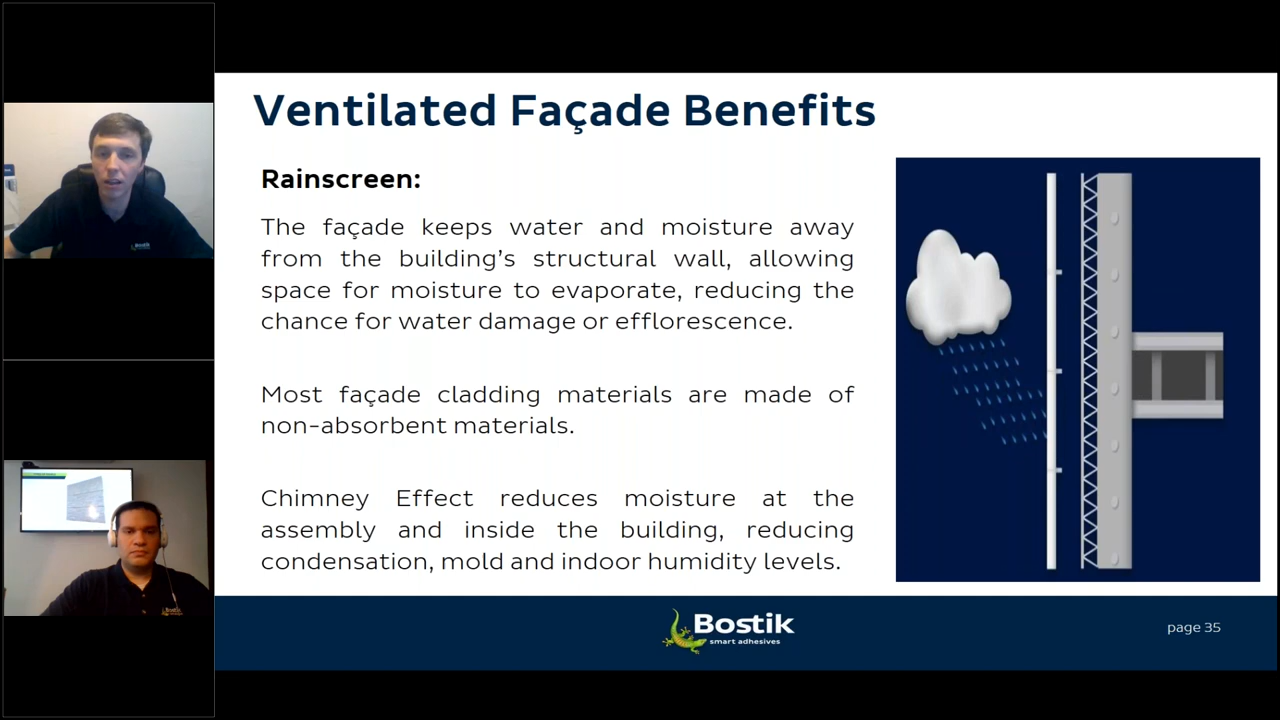 Ventilated Façade Benefits
Rainscreen:
The façade keeps water and moisture away
from the building’s structural wall, allowing
space for moisture to evaporate, reducing the
chance for water damage or efflorescence.
Most façade cladding materials are made of
non-absorbent materials.
Chimney Effect reduces moisture at the
assembly and inside the building, reducing
condensation, mold and indoor humidity levels.
Bostik
smart adhesives
page 35
Bostik
Bostik